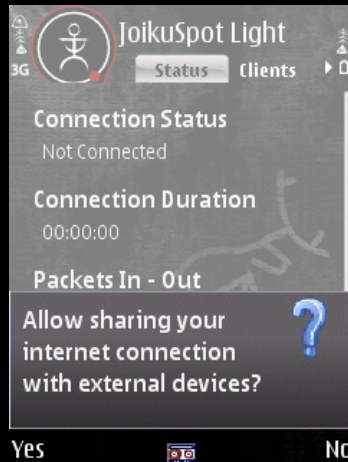 JoikuSpot Light
3G
Status Clients
Connection Status
Not Connected
Connection Duration
00:00:00
Packets In - Out
Allow sharing your
internet connection
with external devices?
Yes No